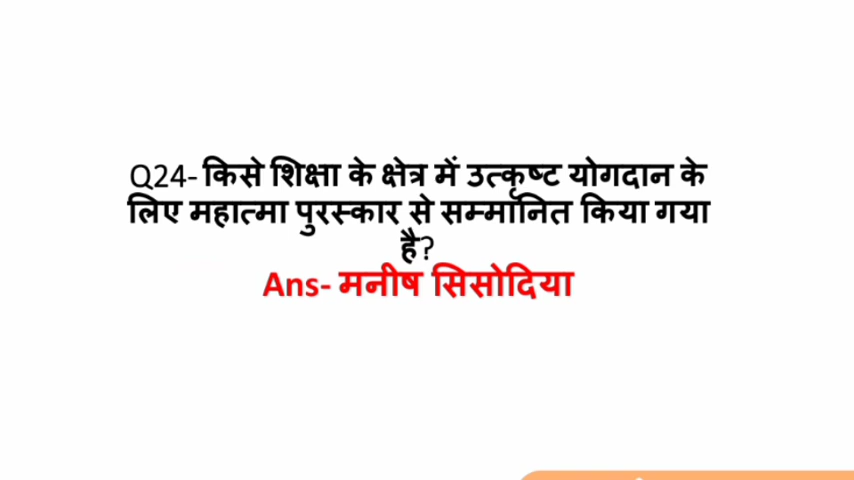 Q24- किसे शिक्षा के क्षेत्र में उत्कृष्ट योगदान के
लिए महात्मा पुरस्कार से सम्मानित किया गया
है?
Ans- मनीष सिसोदिया